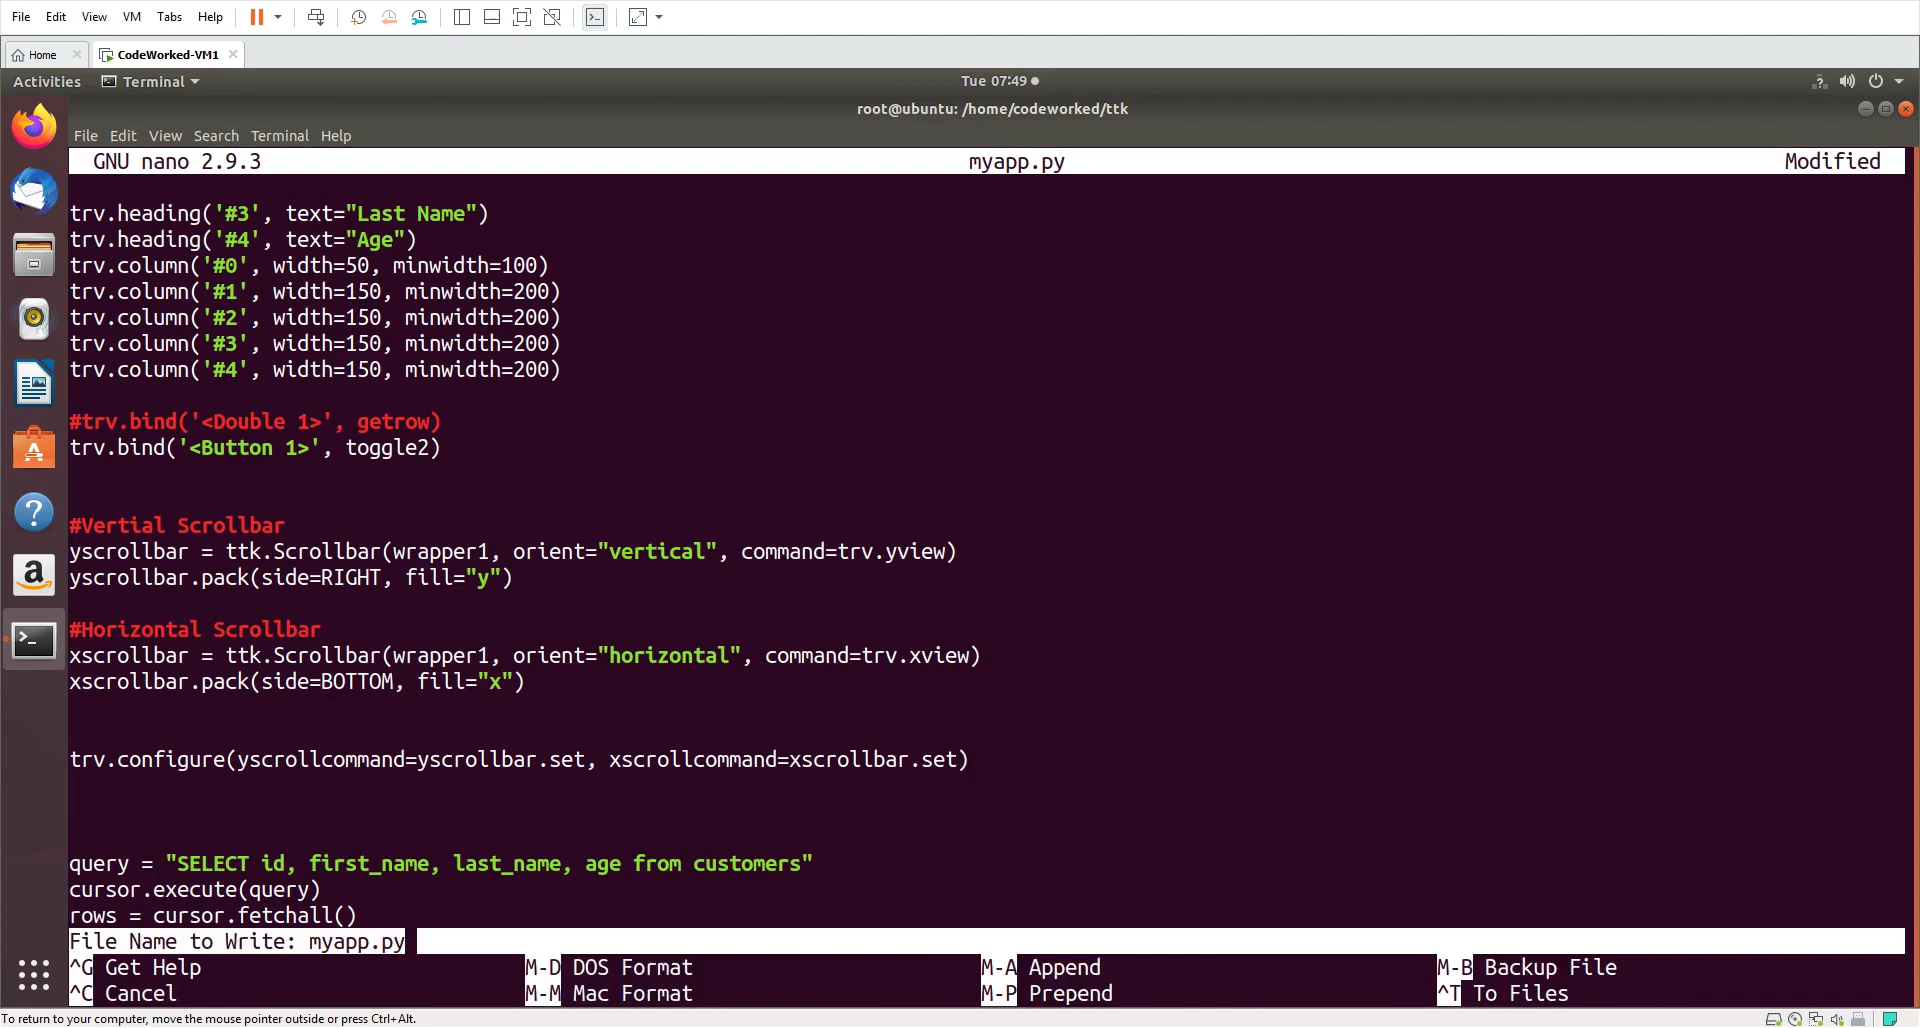 File Edit View VM Tabs Help
Home CodeWorked-VM1
Activities Terminal Tue 07:49
root@ubuntu: /home/codeworked/ttk
File Edit View Search Terminal Help
GNU nano 2.9.3 myapp.py Modified
trv.heading('#3', text="Last Name")
trv.heading('#4', text="Age")
trv.column('#0', width=50, minwidth=100)
trv.column('#1', width=150, minwidth=200)
trv.column('#2', width=150, minwidth=200)
trv.column('#3', width=150, minwidth=200)
trv.column('#4', width=150, minwidth=200)
#trv.bind('<Double 1>', getrow)
trv.bind('<Button 1>', toggle2)
#Vertial Scrollbar
yscrollbar = ttk.Scrollbar(wrapper1, orient="vertical", command=trv.yview)
yscrollbar.pack(side=RIGHT, fill="y")
#Horizontal Scrollbar
xscrollbar = ttk.Scrollbar(wrapper1, orient="horizontal", command=trv.xview)
xscrollbar.pack(side=BOTTOM, fill="x")
trv.configure(yscrollcommand=yscrollbar.set, xscrollcommand=xscrollbar.set)
query = "SELECT id, first_name, last_name, age from customers"
cursor.execute(query)
rows = cursor.fetchall()
File Name to Write: myapp.py
^G Get Help M-D DOS Format M-A Append M-B Backup File
^C Cancel M-M Mac Format M-P Prepend ^T To Files
To return to your computer, move the mouse pointer outside or press Ctrl+Alt.